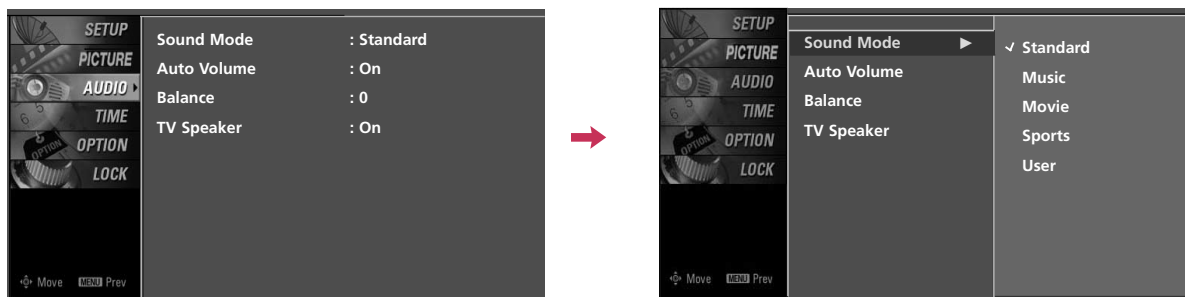 SETUP
PICTURE
AUDIO
TIME
OPTION
LOCK
Sound Mode : Standard
Auto Volume : On
Balance : 0
TV Speaker : On
Move MENU Prev
SETUP
PICTURE
AUDIO
TIME
OPTION
LOCK
Sound Mode ▶
Auto Volume
Balance
TV Speaker
✓ Standard
Music
Movie
Sports
User
Move MENU Prev